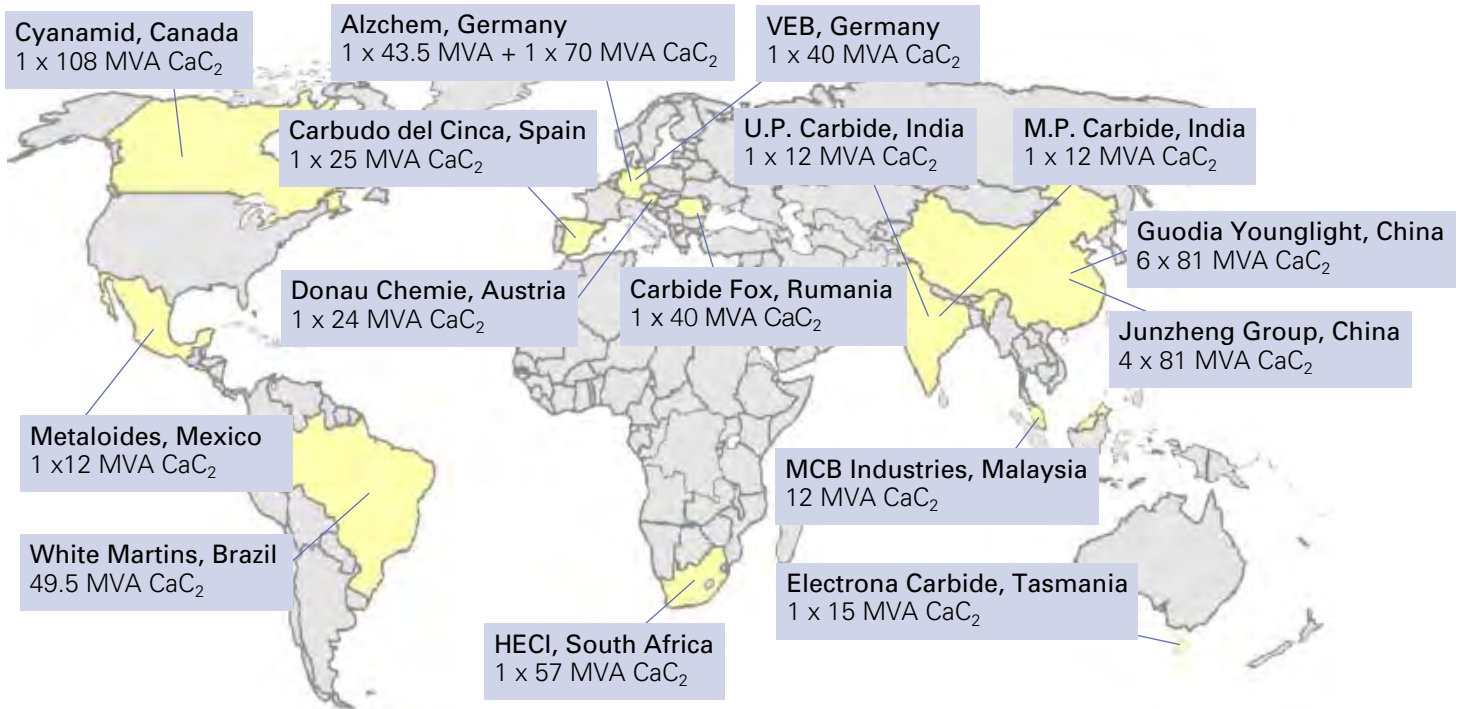 Cyanamid, Canada
1 x 108 MVA CaC₂
Alzchem, Germany
1 x 43.5 MVA + 1 x 70 MVA CaC₂
VEB, Germany
1 x 40 MVA CaC₂
Carbudo del Cinca, Spain
1 x 25 MVA CaC₂
U.P. Carbide, India
1 x 12 MVA CaC₂
M.P. Carbide, India
1 x 12 MVA CaC₂
Guodia Younglight, China
6 x 81 MVA CaC₂
Donau Chemie, Austria
1 x 24 MVA CaC₂
Carbide Fox, Rumania
1 x 40 MVA CaC₂
Junzheng Group, China
4 x 81 MVA CaC₂
Metaloides, Mexico
1 x12 MVA CaC₂
MCB Industries, Malaysia
12 MVA CaC₂
White Martins, Brazil
49.5 MVA CaC₂
Electrona Carbide, Tasmania
1 x 15 MVA CaC₂
HECI, South Africa
1 x 57 MVA CaC₂